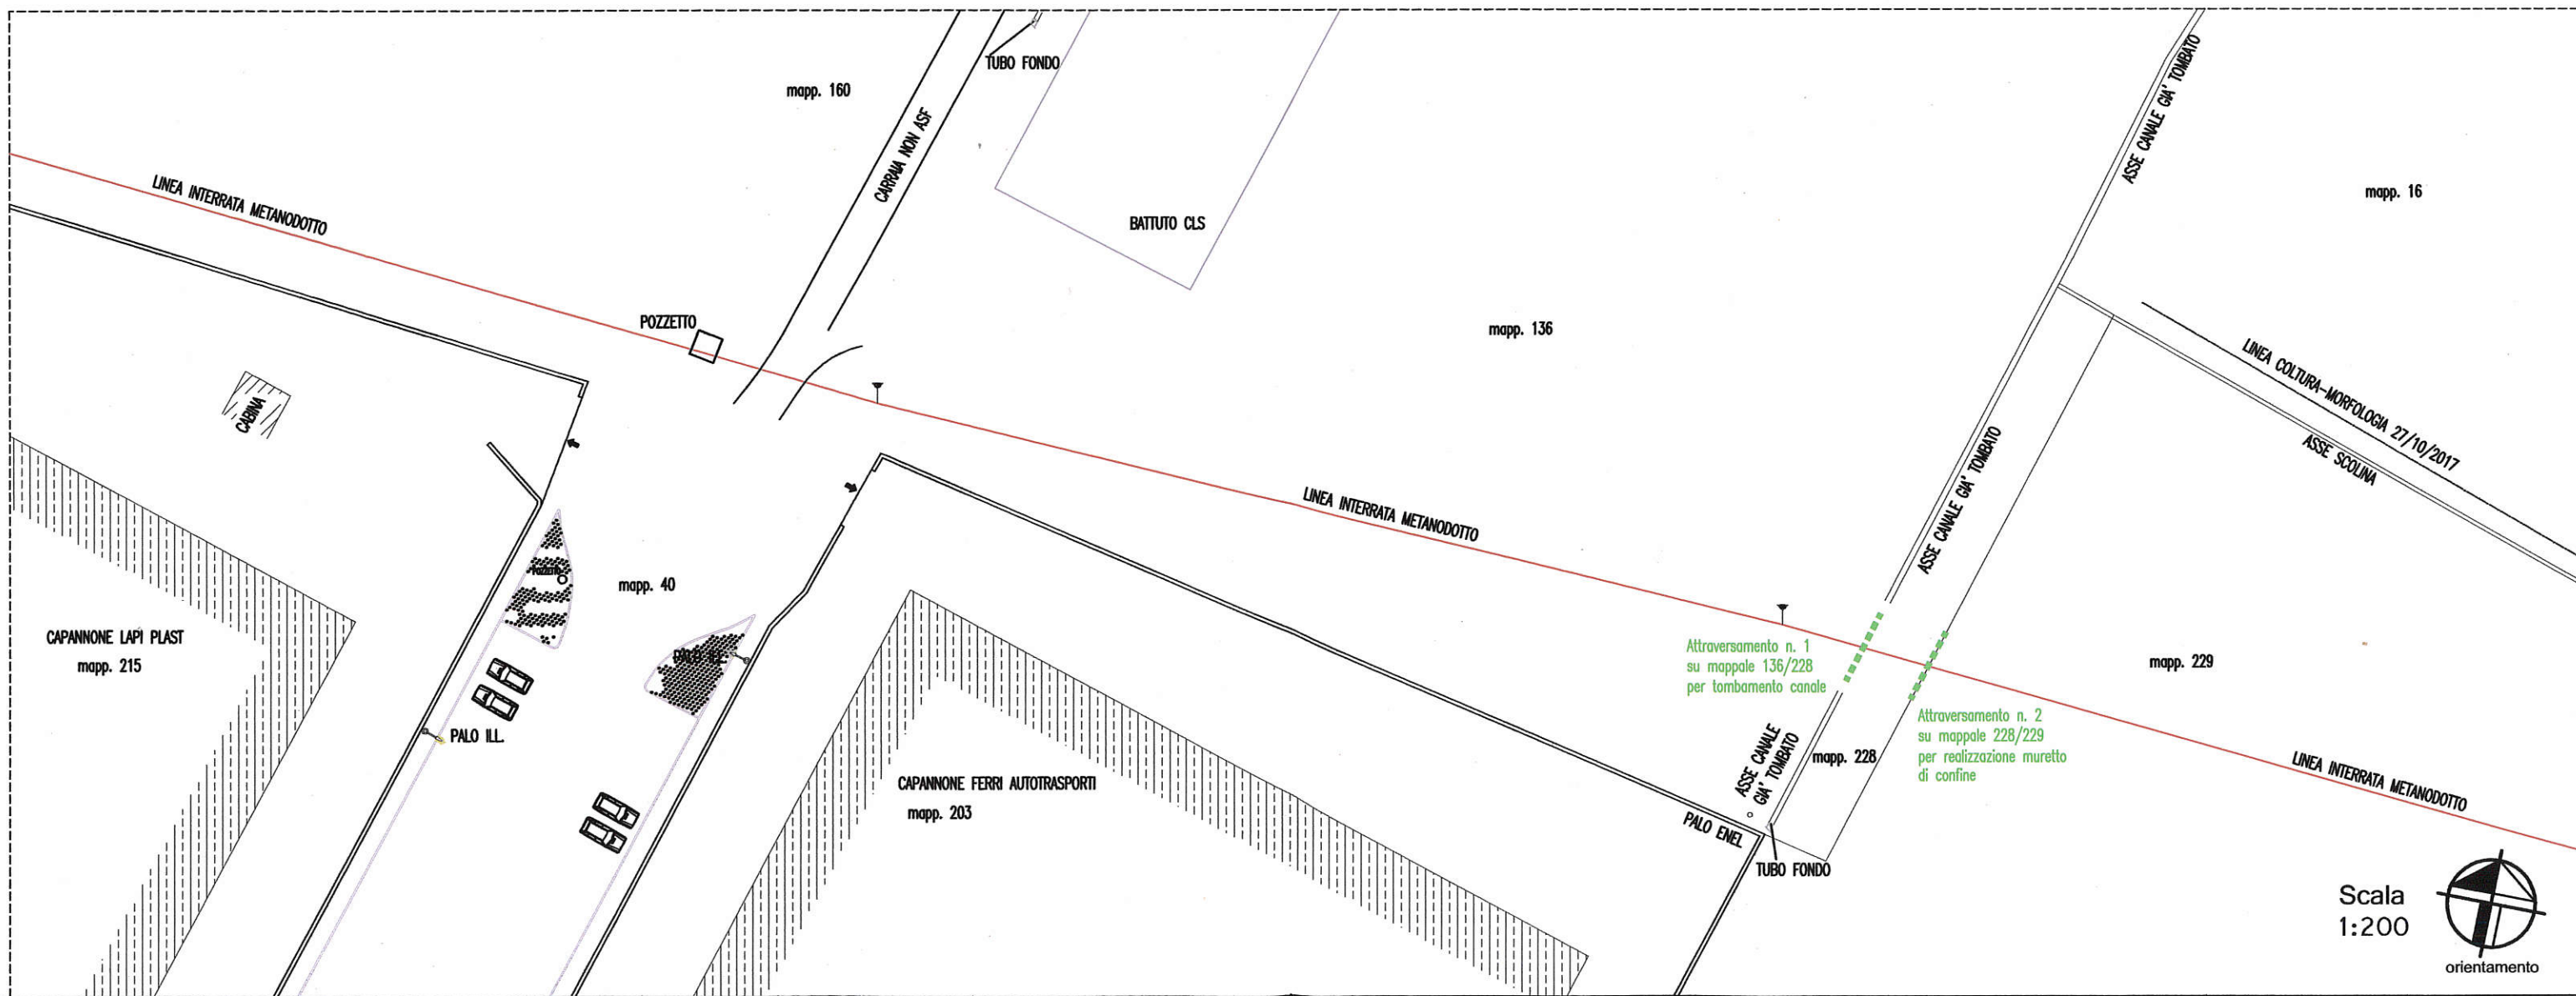 TUBO FONDO
mapp. 160
CARRAIA NON ASF
ASSE CANALE GIA' TOMBATO
mapp. 16
LINEA INTERRATA METANODOTTO
BATTUTO CLS
POZZETTO
mapp. 136
LINEA COLTURA-MORFOLOGIA 27/10/2017
ASSE SCOLINA
CABINA
LINEA INTERRATA METANODOTTO
ASSE CANALE GIA' TOMBATO
POZZETTO
mapp. 40
CAPANNONE LAPI PLAST
mapp. 215
PALO ILL.
PALO ILL.
Attraversamento n. 1
su mappale 136/228
per tombamento canale
mapp. 229
Attraversamento n. 2
su mappale 228/229
per realizzazione muretto
di confine
ASSE CANALE
GIA' TOMBATO
mapp. 228
LINEA INTERRATA METANODOTTO
CAPANNONE FERRI AUTOTRASPORTI
mapp. 203
PALO ENEL
TUBO FONDO
Scala
1:200
orientamento